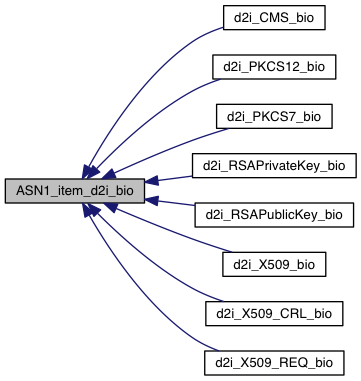 d2i_CMS_bio
d2i_PKCS12_bio
d2i_PKCS7_bio
d2i_RSAPrivateKey_bio
ASN1_item_d2i_bio
d2i_RSAPublicKey_bio
d2i_X509_bio
d2i_X509_CRL_bio
d2i_X509_REQ_bio